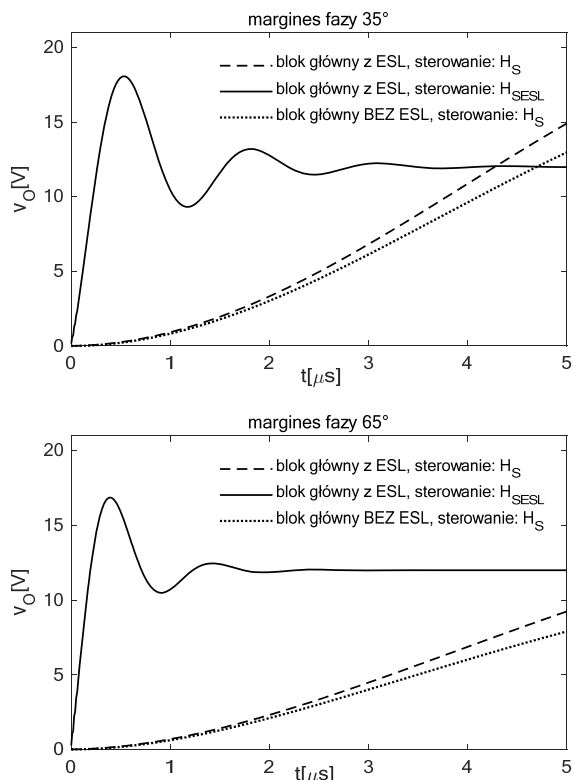 margines fazy 35°
blok główny z ESL, sterowanie: H_S
blok główny z ESL, sterowanie: H_SESL
blok główny BEZ ESL, sterowanie: H_S
20
15
10
5
0
v_O[V]
0 1 2 3 4 5
t[μs]
margines fazy 65°
blok główny z ESL, sterowanie: H_S
blok główny z ESL, sterowanie: H_SESL
blok główny BEZ ESL, sterowanie: H_S
20
15
10
5
0
v_O[V]
0 1 2 3 4 5
t[μs]